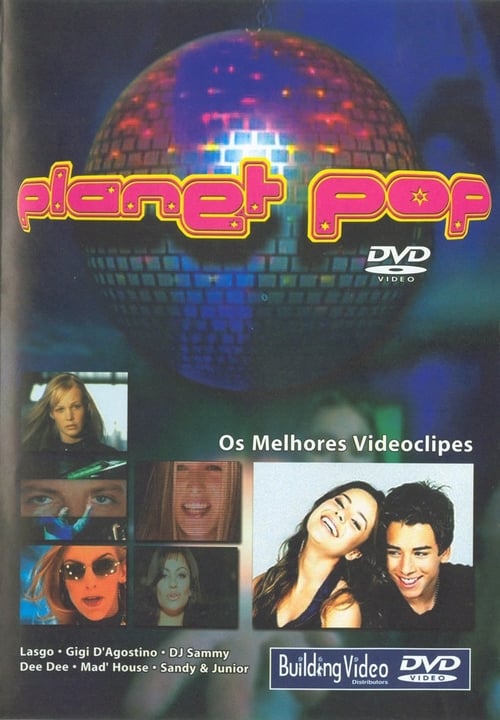 planet pop
DVD
VIDEO
Os Melhores Videoclipes
Lasgo • Gigi D'Agostino • DJ Sammy
Dee Dee • Mad' House • Sandy & Junior
Building Video
Distributors
DVD
VIDEO